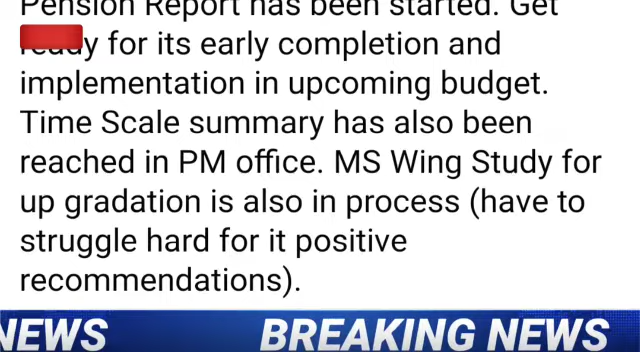 Pension Report has been started. Get
ready for its early completion and
implementation in upcoming budget.
Time Scale summary has also been
reached in PM office. MS Wing Study for
up gradation is also in process (have to
struggle hard for it positive
recommendations).
NEWS BREAKING NEWS